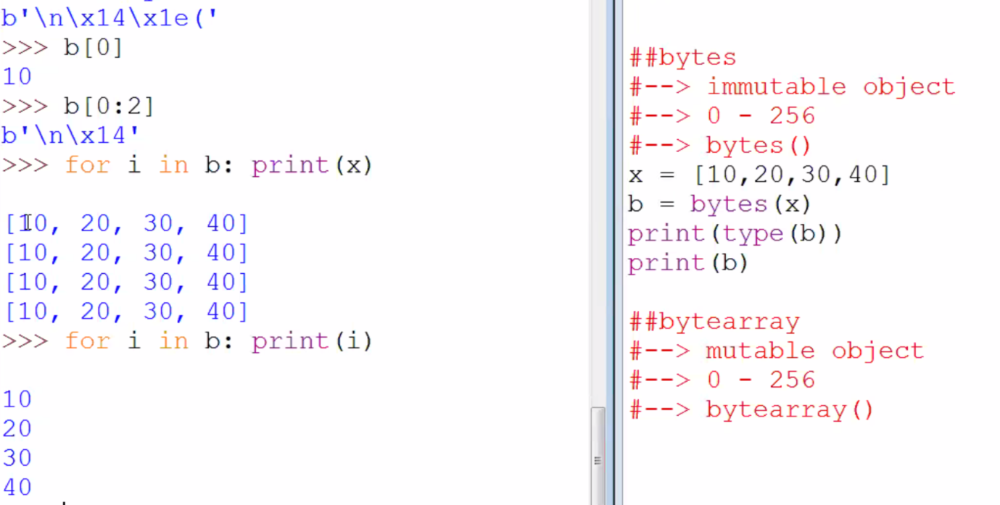 b'\n\x14\x1e('
>>> b[0]
10
>>> b[0:2]
b'\n\x14'
>>> for i in b: print(x)
[10, 20, 30, 40]
[10, 20, 30, 40]
[10, 20, 30, 40]
[10, 20, 30, 40]
>>> for i in b: print(i)
10
20
30
40
##bytes
#--> immutable object
#--> 0 - 256
#--> bytes()
x = [10,20,30,40]
b = bytes(x)
print(type(b))
print(b)
##bytearray
#--> mutable object
#--> 0 - 256
#--> bytearray()